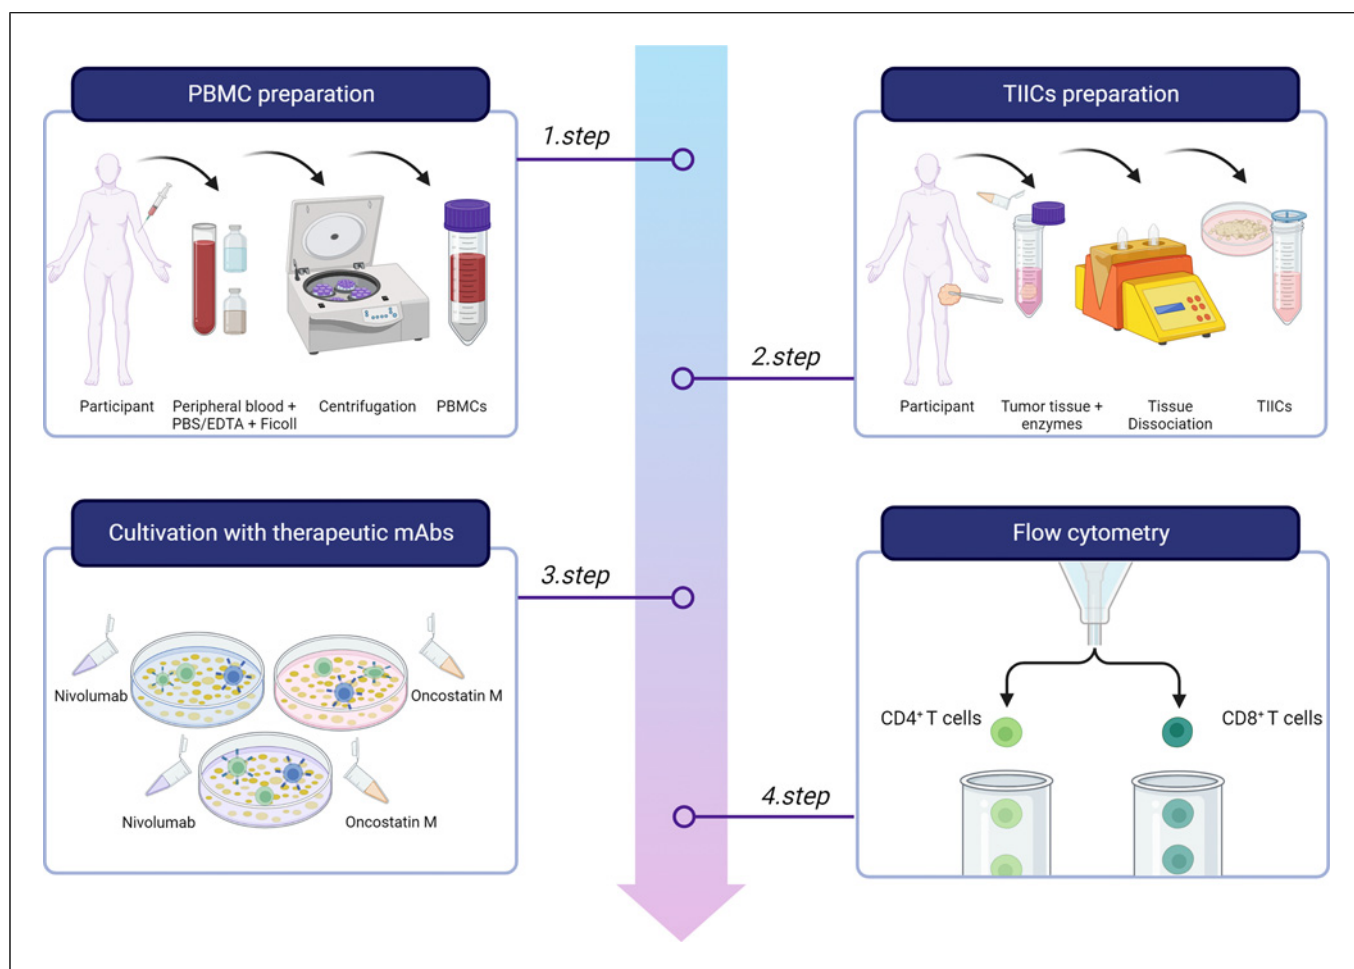 PBMC preparation
1.step
Participant
Peripheral blood +
PBS/EDTA + Ficoll
Centrifugation
PBMCs
TIICs preparation
2.step
Participant
Tumor tissue +
enzymes
Tissue
Dissociation
TIICs
Cultivation with therapeutic mAbs
3.step
Nivolumab
Oncostatin M
Nivolumab
Oncostatin M
Flow cytometry
4.step
CD4⁺ T cells
CD8⁺ T cells